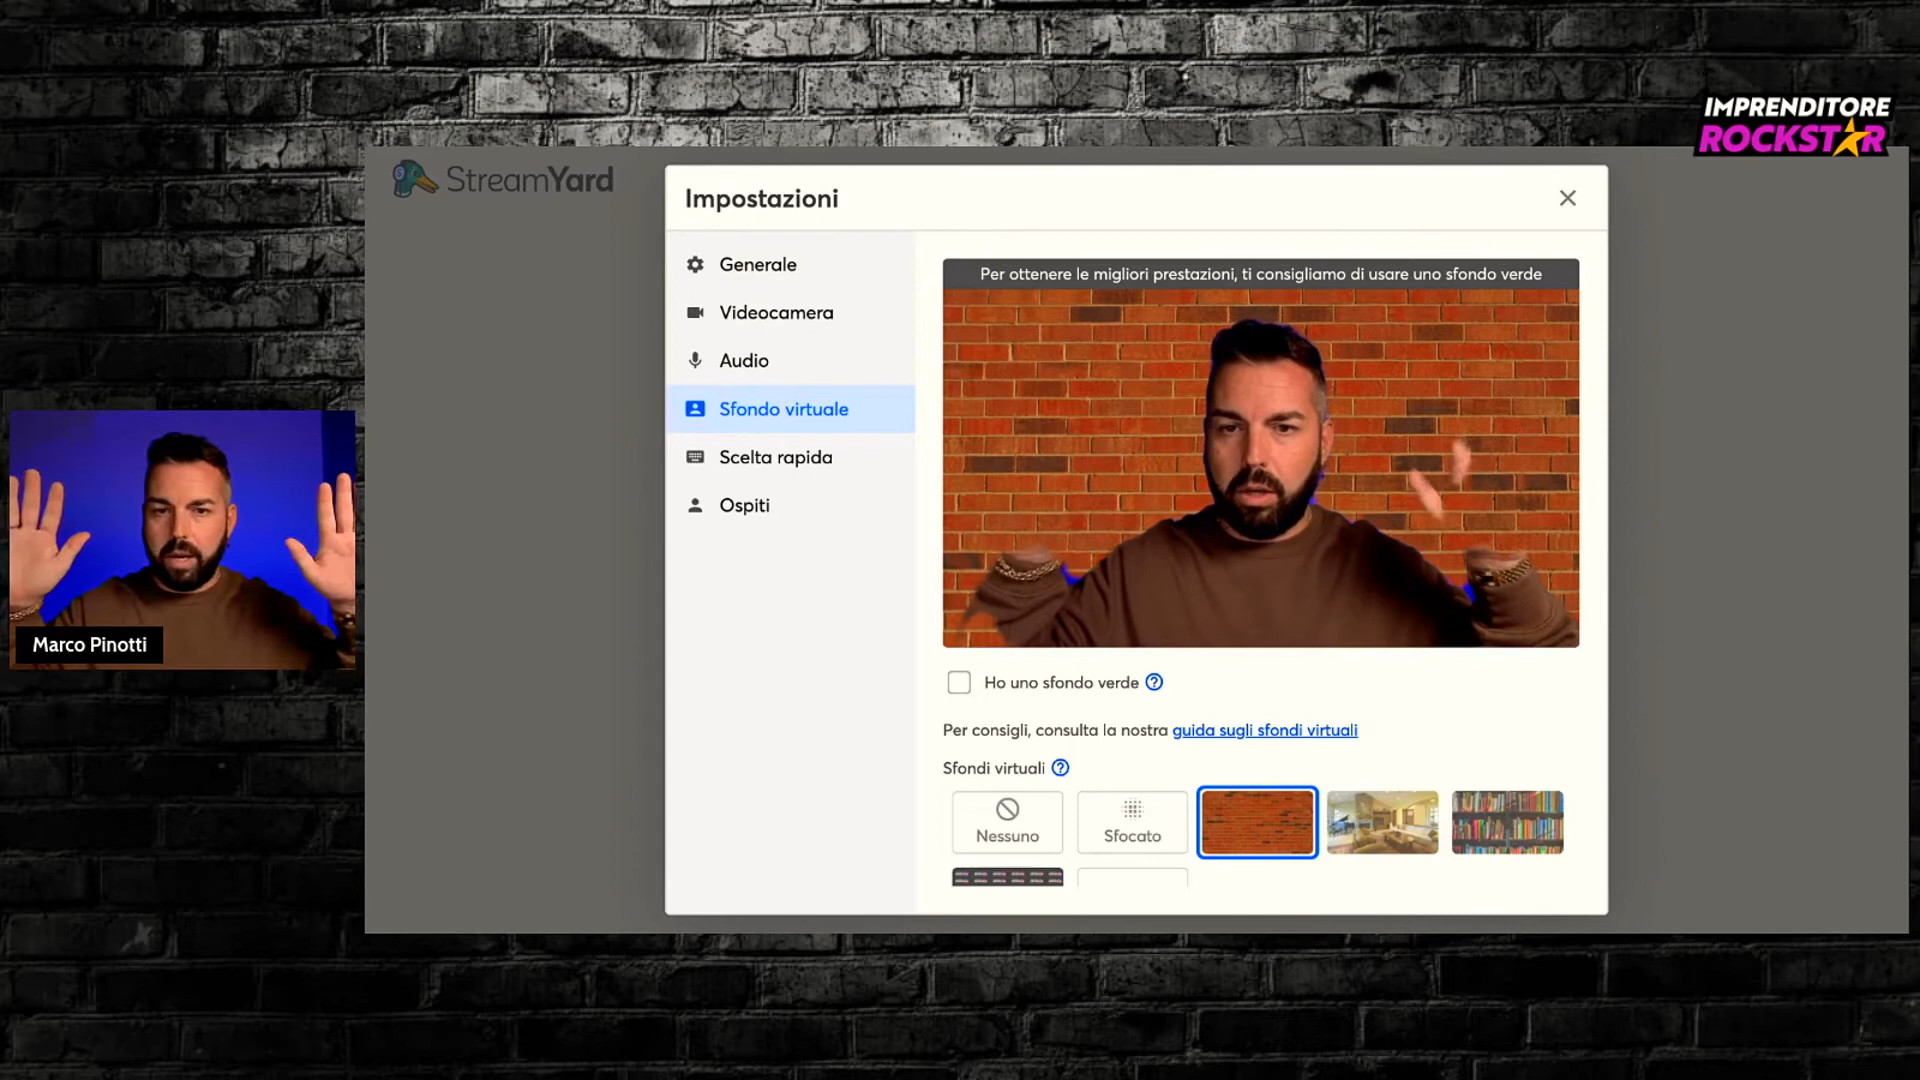 IMPRENDITORE
ROCKSTAR
StreamYard
Impostazioni
Generale
Videocamera
Audio
Sfondo virtuale
Scelta rapida
Ospiti
Per ottenere le migliori prestazioni, ti consigliamo di usare uno sfondo verde
Marco Pinotti
Ho uno sfondo verde
Per consigli, consulta la nostra guida sugli sfondi virtuali
Sfondi virtuali
Nessuno
Sfocato